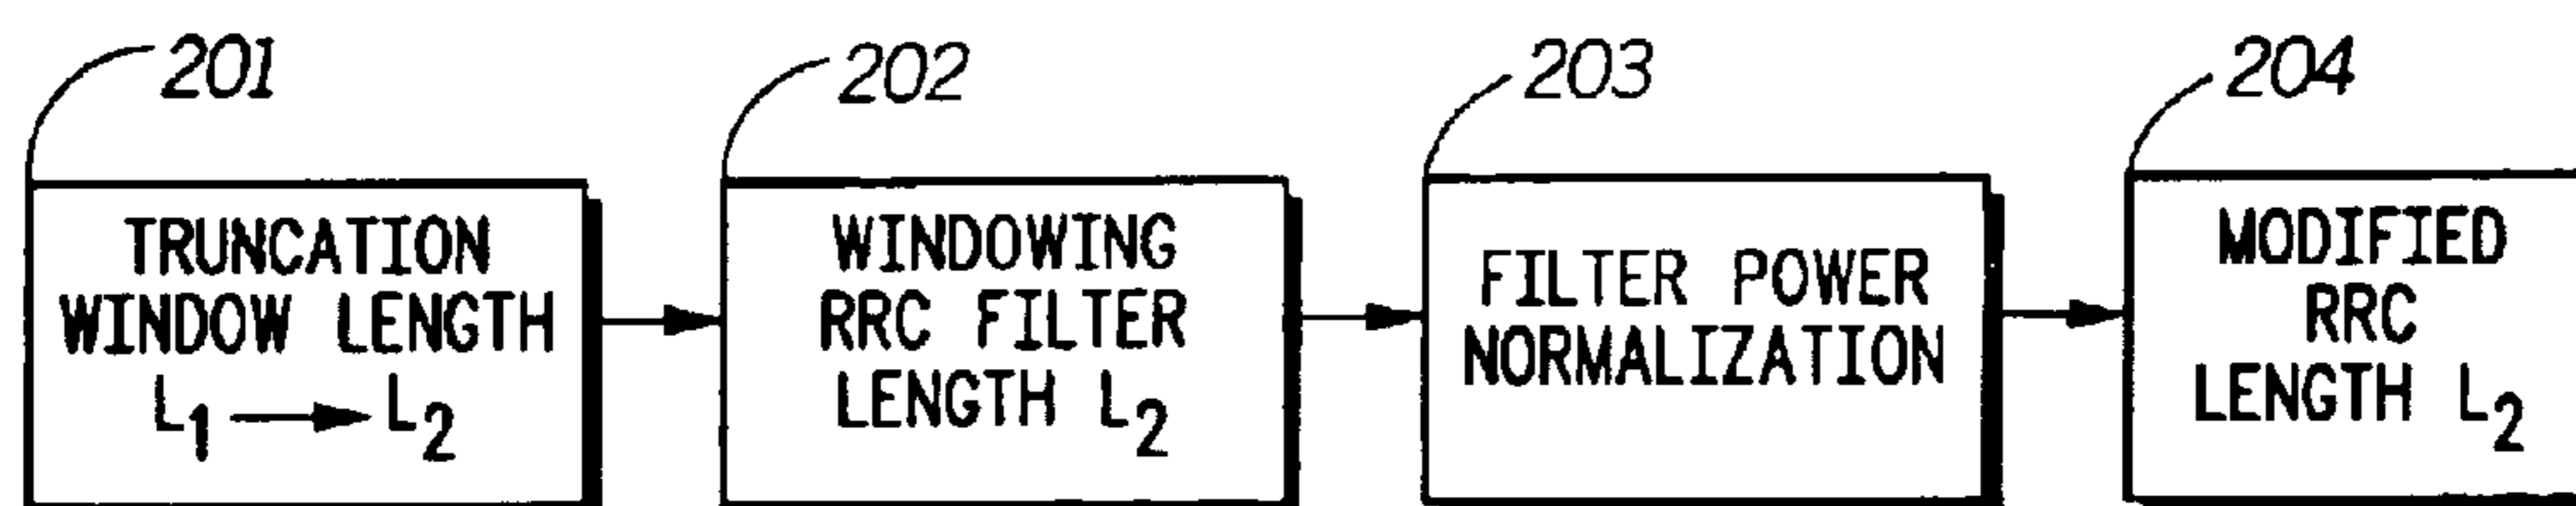 201
202
203
204
TRUNCATION
WINDOW LENGTH
L₁ → L₂
WINDOWING
RRC FILTER
LENGTH L₂
FILTER POWER
NORMALIZATION
MODIFIED
RRC
LENGTH L₂